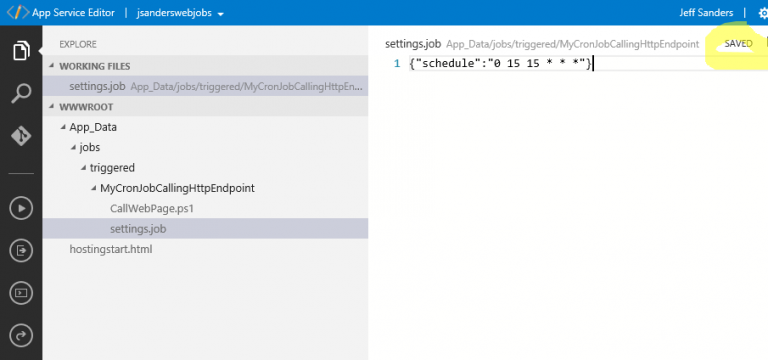 App Service Editor jsanderswebjobs Jeff Sanders
EXPLORE
WORKING FILES
settings.job App_Data/jobs/triggered/MyCronJobCallingHttpEn...
WWWROOT
App_Data
jobs
triggered
MyCronJobCallingHttpEndpoint
CallWebPage.ps1
settings.job
hostingstart.html
settings.job App_Data/jobs/triggered/MyCronJobCallingHttpEndpoint SAVED
1 {"schedule":"0 15 15 * * *"}